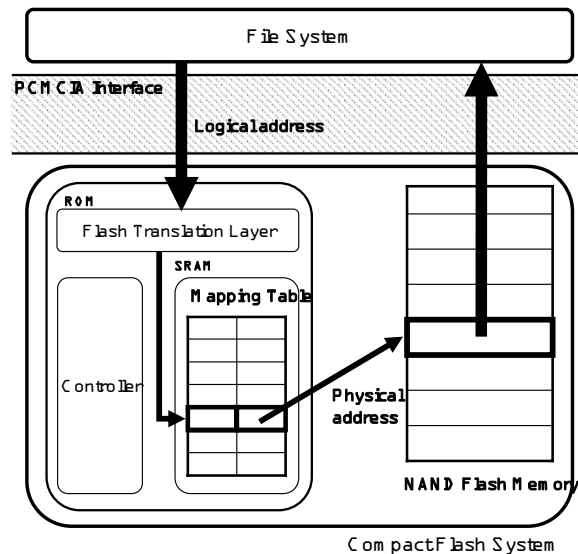 File System
PCMCIA Interface
Logical address
ROM
Flash Translation Layer
SRAM
Mapping Table
Controller
Physical
address
NAND Flash Memory
CompactFlash System